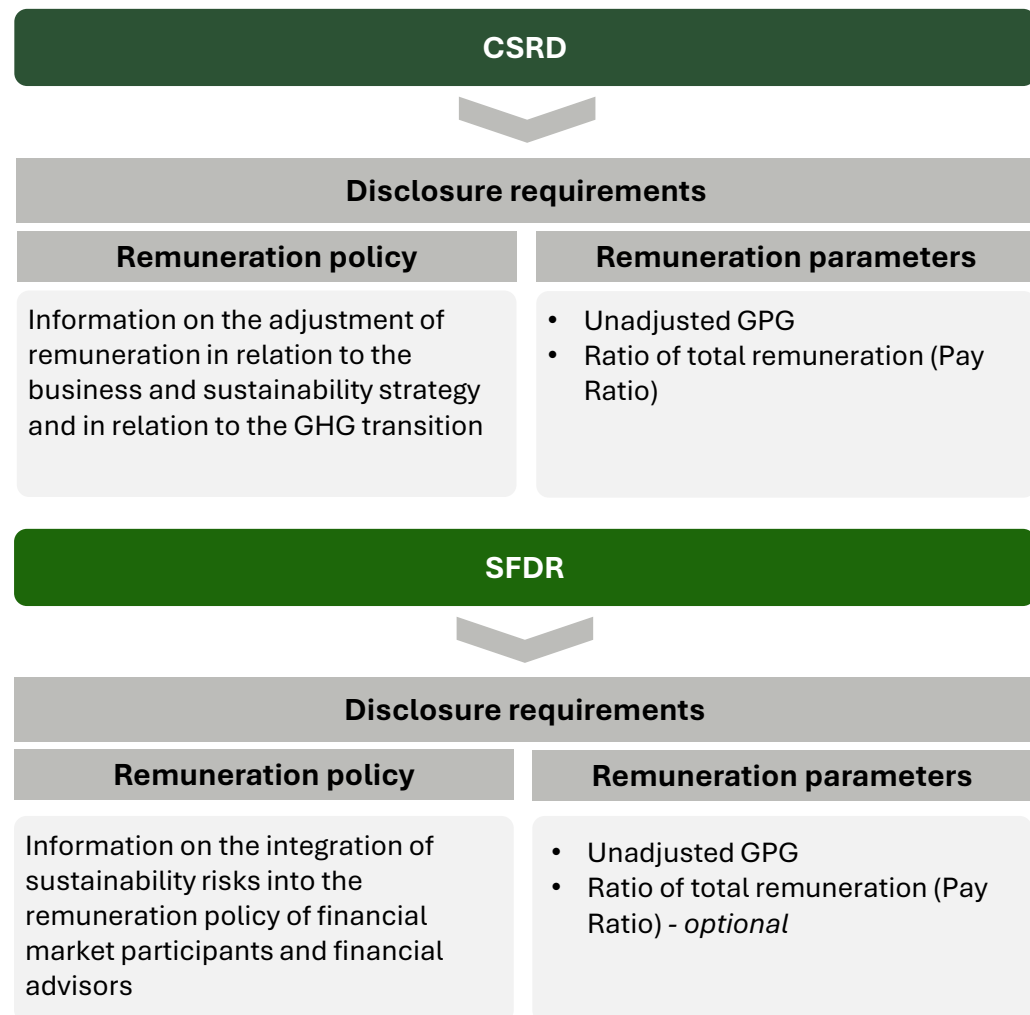 CSRD
Disclosure requirements
Remuneration policy
Remuneration parameters
Information on the adjustment of
remuneration in relation to the
business and sustainability strategy
and in relation to the GHG transition
• Unadjusted GPG
• Ratio of total remuneration (Pay
Ratio)
SFDR
Disclosure requirements
Remuneration policy
Remuneration parameters
Information on the integration of
sustainability risks into the
remuneration policy of financial
market participants and financial
advisors
• Unadjusted GPG
• Ratio of total remuneration (Pay
Ratio) - optional